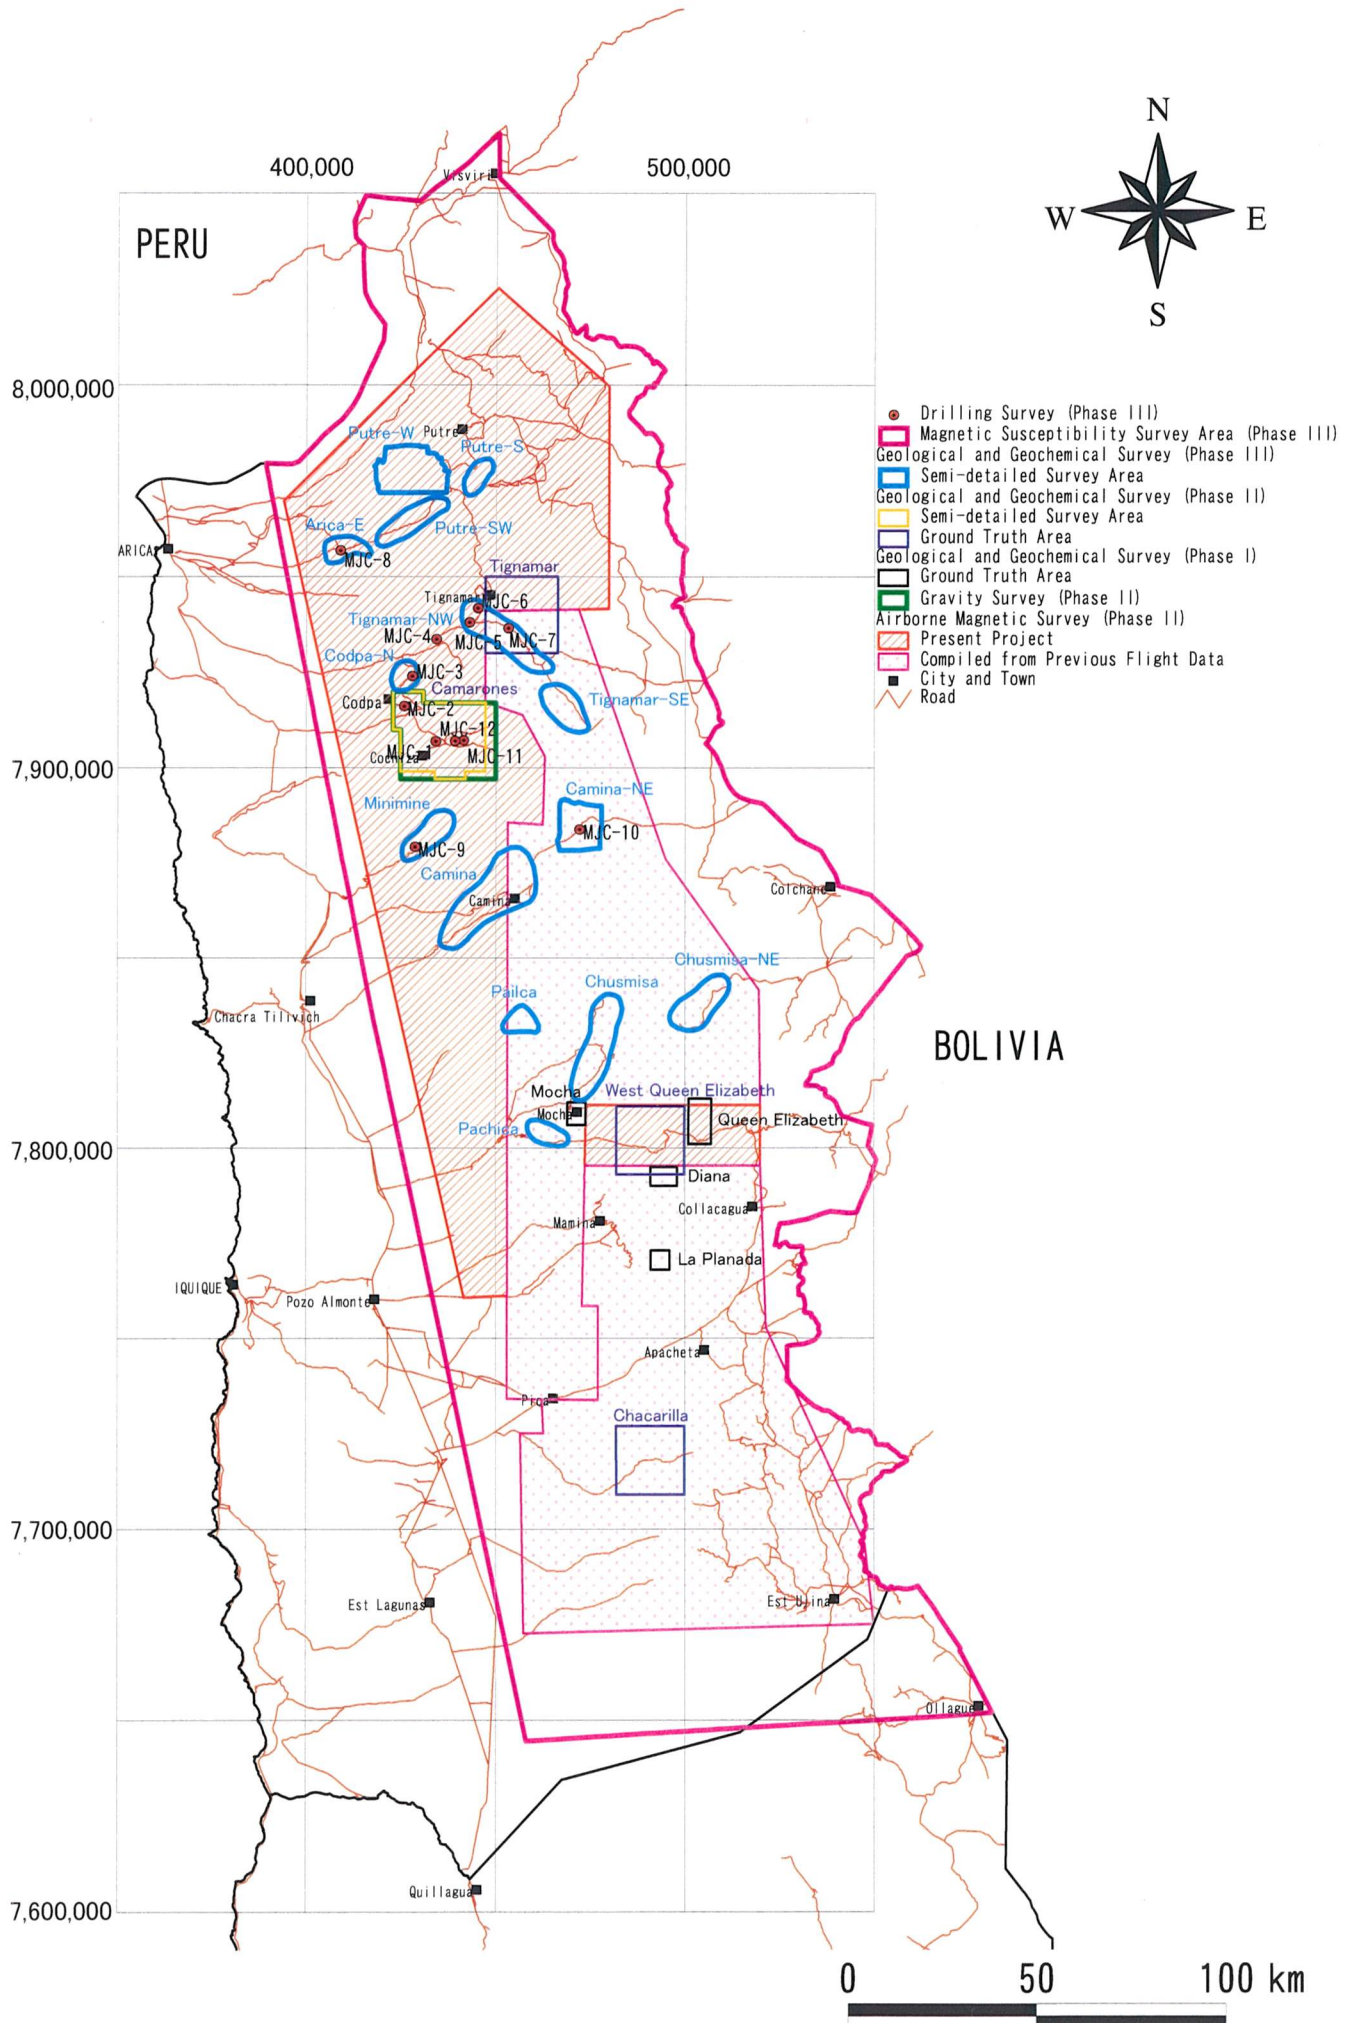 N
W
E
S
400,000
500,000
Visviri
PERU
8,000,000
Drilling Survey (Phase III)
Magnetic Susceptibility Survey Area (Phase III)
Geological and Geochemical Survey (Phase III)
Semi-detailed Survey Area
Geological and Geochemical Survey (Phase II)
Semi-detailed Survey Area
Ground Truth Area
Geological and Geochemical Survey (Phase I)
Ground Truth Area
Gravity Survey (Phase II)
Airborne Magnetic Survey (Phase II)
Present Project
Compiled from Previous Flight Data
City and Town
Road
Putre-W
Putre
Putre-S
Arica-E
Putre-SW
ARICA
MJC-8
Tignamar
Tignamar
MJC-6
Tignamar-NW
MJC-4
MJC-5
MJC-7
Codpa-N
MJC-3
Camarones
Codpa
MJC-2
Tignamar-SE
MJC-12
MJC-1
MJC-11
7,900,000
Camina-NE
Minimine
MJC-10
MJC-9
Camina
Camina
Colchane
Chusmisa-NE
Chusmisa
Pailca
Chacra Tilivich
BOLIVIA
Mocha
West Queen Elizabeth
Mocha
Queen Elizabeth
Pachica
7,800,000
Diana
Collacagua
Mamina
La Planada
IQUIQUE
Pozo Almonte
Apacheta
Pica
Chacarilla
7,700,000
Est Lagunas
Est Ujina
Ollague
Quillagua
7,600,000
0
50
100 km